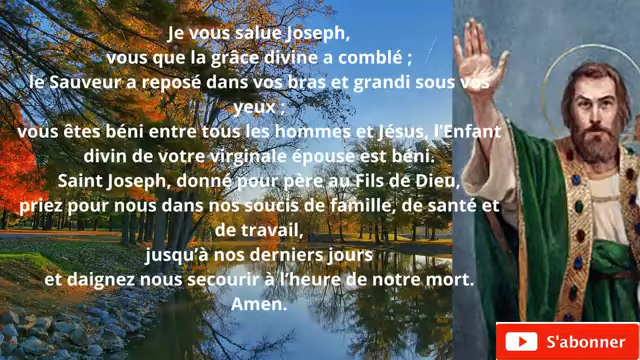 Je vous salue Joseph,
vous que la grâce divine a comblé ;
le Sauveur a reposé dans vos bras et grandi sous vos
yeux ;
vous êtes béni entre tous les hommes et Jésus, l’Enfant
divin de votre virginale épouse est béni.
Saint Joseph, donné pour père au Fils de Dieu,
priez pour nous dans nos soucis de famille, de santé et
de travail,
jusqu’à nos derniers jours
et daignez nous secourir à l’heure de notre mort.
Amen.
S'abonner